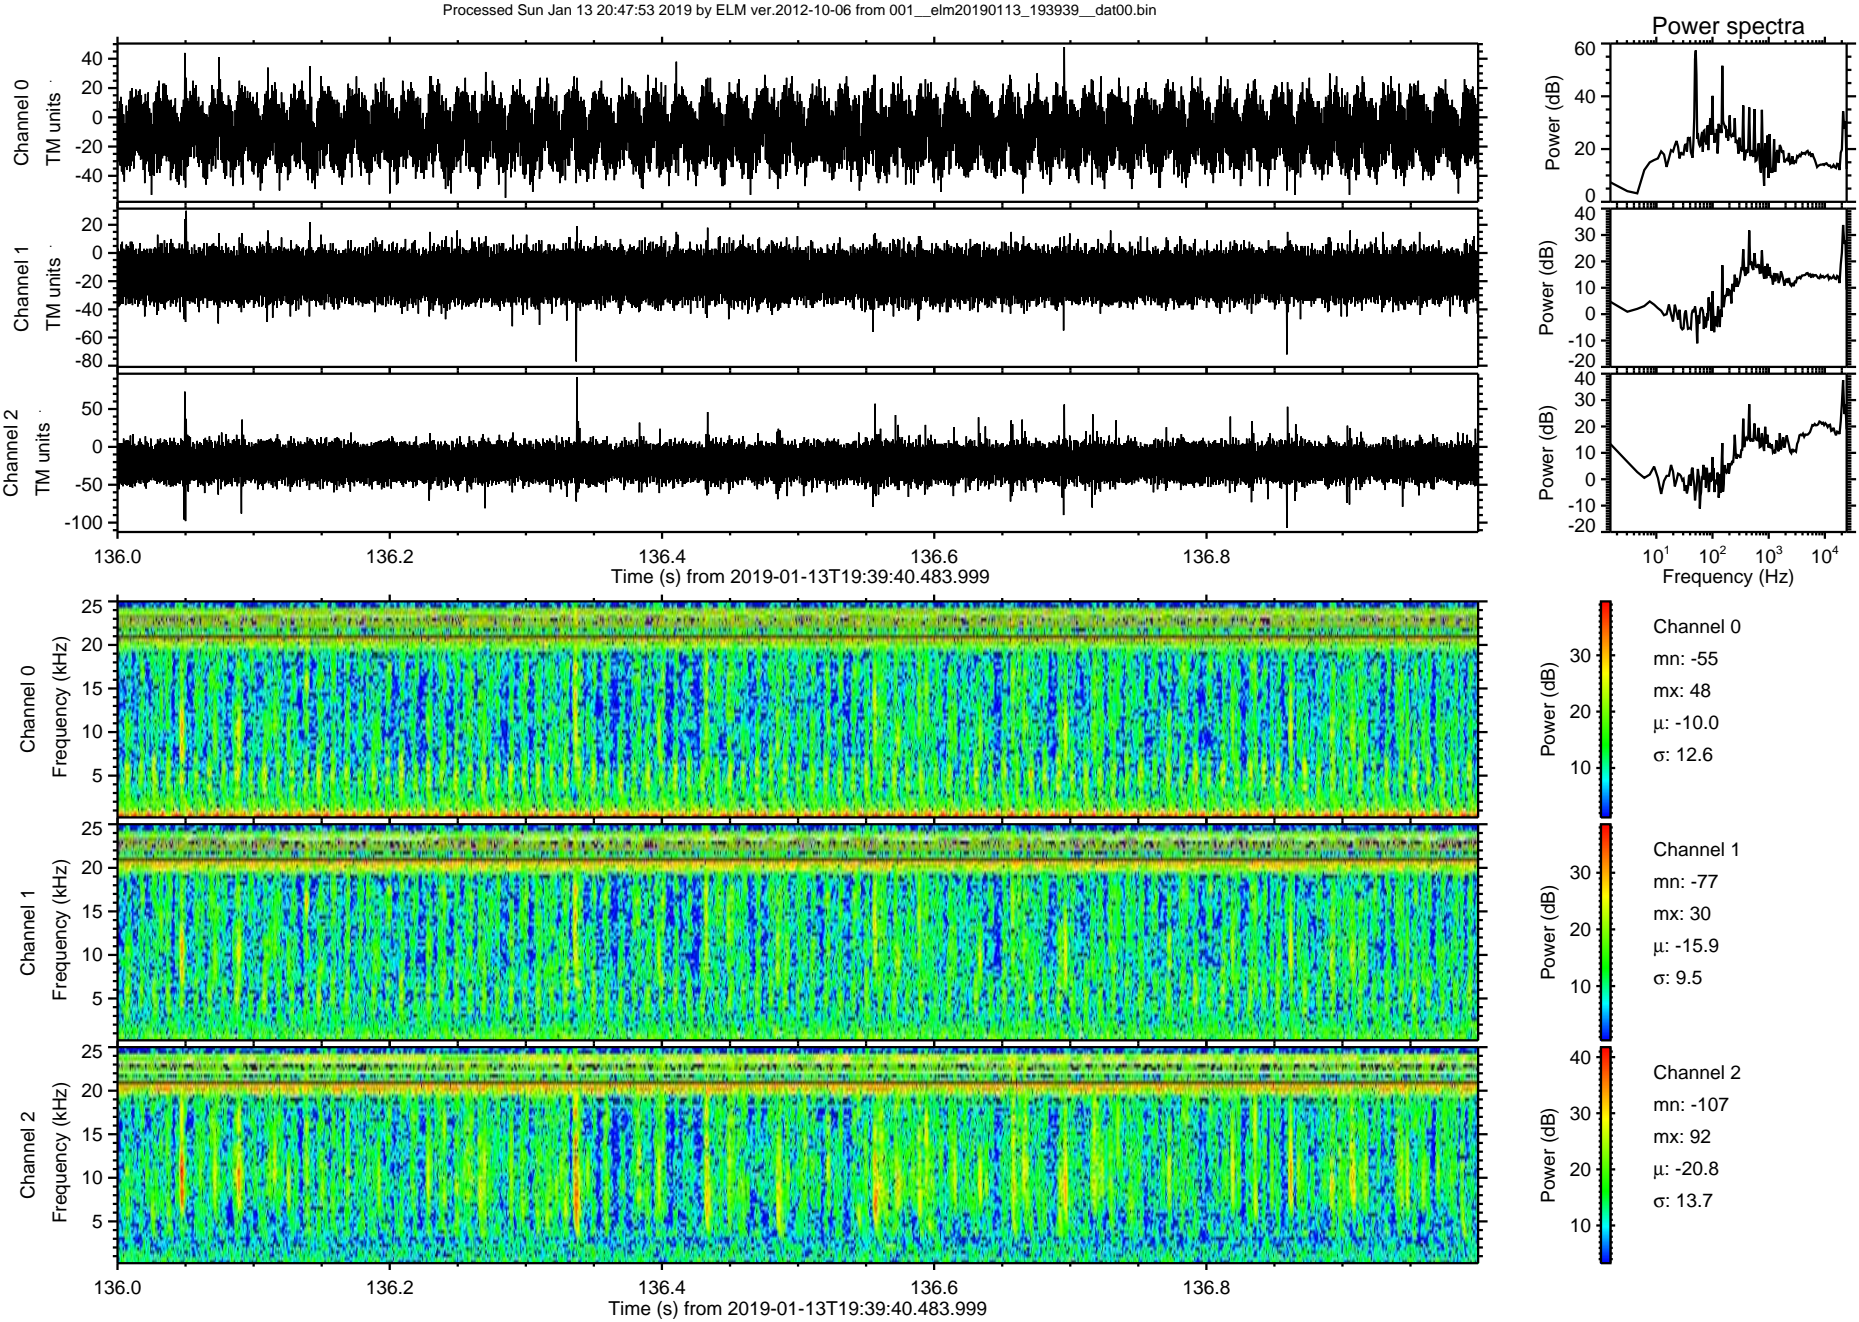 Processed Sun Jan 13 20:47:53 2019 by ELM ver.2012-10-06 from 001__elm20190113_193939__dat00.bin
Power spectra
Channel 0
TM units
40
20
0
-20
-40
Power (dB)
60
40
20
0
Channel 1
TM units
20
0
-20
-40
-60
-80
Power (dB)
40
30
20
10
0
-10
-20
Channel 2
TM units
50
0
-50
-100
Power (dB)
40
30
20
10
0
-10
-20
136.0 136.2 136.4 136.6 136.8
Time (s) from 2019-01-13T19:39:40.483.999
10^1 10^2 10^3 10^4
Frequency (Hz)
Channel 0
Frequency (kHz)
25
20
15
10
5
Power (dB)
30
20
10
Channel 0
mn: -55
mx: 48
μ: -10.0
σ: 12.6
Channel 1
Frequency (kHz)
25
20
15
10
5
Power (dB)
30
20
10
Channel 1
mn: -77
mx: 30
μ: -15.9
σ: 9.5
Channel 2
Frequency (kHz)
25
20
15
10
5
Power (dB)
40
30
20
10
Channel 2
mn: -107
mx: 92
μ: -20.8
σ: 13.7
136.0 136.2 136.4 136.6 136.8
Time (s) from 2019-01-13T19:39:40.483.999